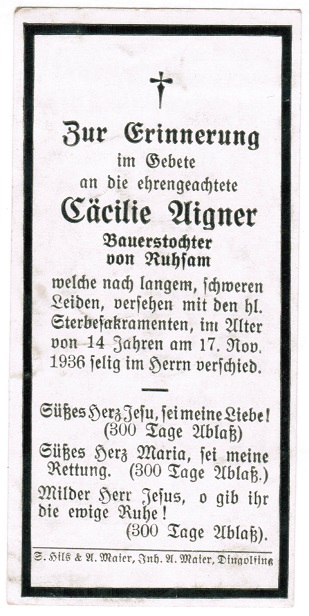 Zur Erinnerung
im Gebete
an die ehrengeachtete
Cäcilie Aigner
Bauerstochter
von Ruhsam
welche nach langem, schweren
Leiden, versehen mit den hl.
Sterbesakramenten, im Alter
von 14 Jahren am 17. Nov.
1936 selig im Herrn verschied.
Süßes Herz Jesu, sei meine Liebe!
(300 Tage Ablaß)
Süßes Herz Maria, sei meine
Rettung. (300 Tage Ablaß.)
Milder Herr Jesus, o gib ihr
die ewige Ruhe!
(300 Tage Ablaß).
S. Hils & A. Maier, Inh. A. Maier, Dingolfing